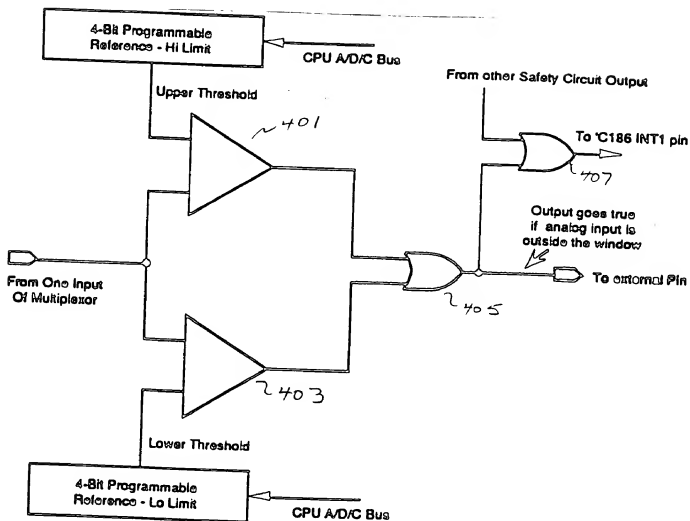 4-Bit Programmable
Reference - Hi Limit
CPU A/D/C Bus
From other Safety Circuit Output
Upper Threshold
401
To 'C186 INT1 pin
407
Output goes true
if analog input is
outside the window
From One Input
Of Multiplexor
To external Pin
405
403
Lower Threshold
4-Bit Programmable
Reference - Lo Limit
CPU A/D/C Bus